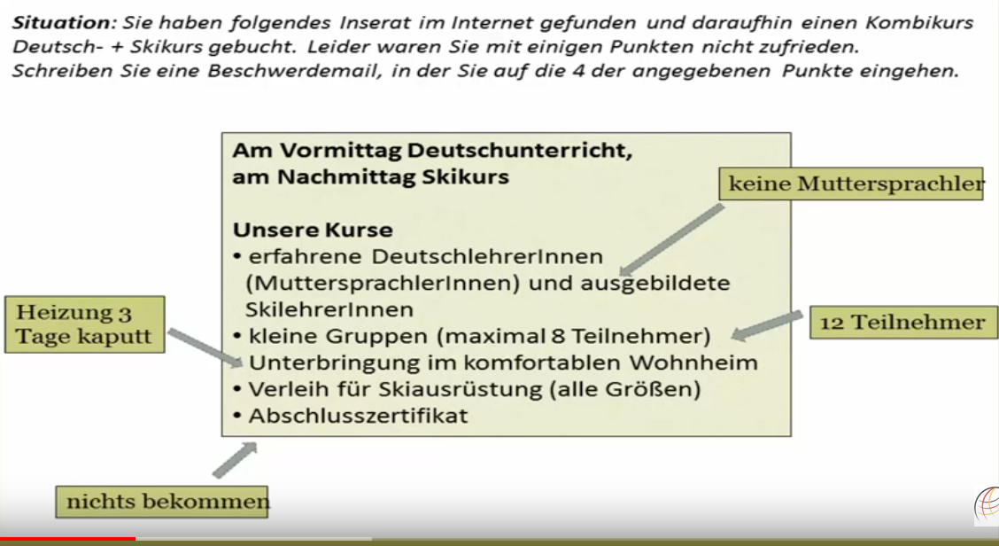 Situation: Sie haben folgendes Inserat im Internet gefunden und daraufhin einen Kombikurs
Deutsch- + Skikurs gebucht. Leider waren Sie mit einigen Punkten nicht zufrieden.
Schreiben Sie eine Beschwerdemail, in der Sie auf die 4 der angegebenen Punkte eingehen.
Am Vormittag Deutschunterricht,
am Nachmittag Skikurs
keine Muttersprachler
Unsere Kurse
• erfahrene DeutschlehrerInnen
(MuttersprachlerInnen) und ausgebildete
SkilehrerInnen
Heizung 3
Tage kaputt
12 Teilnehmer
• kleine Gruppen (maximal 8 Teilnehmer)
Unterbringung im komfortablen Wohnheim
• Verleih für Skiausrüstung (alle Größen)
• Abschlusszertifikat
nichts bekommen